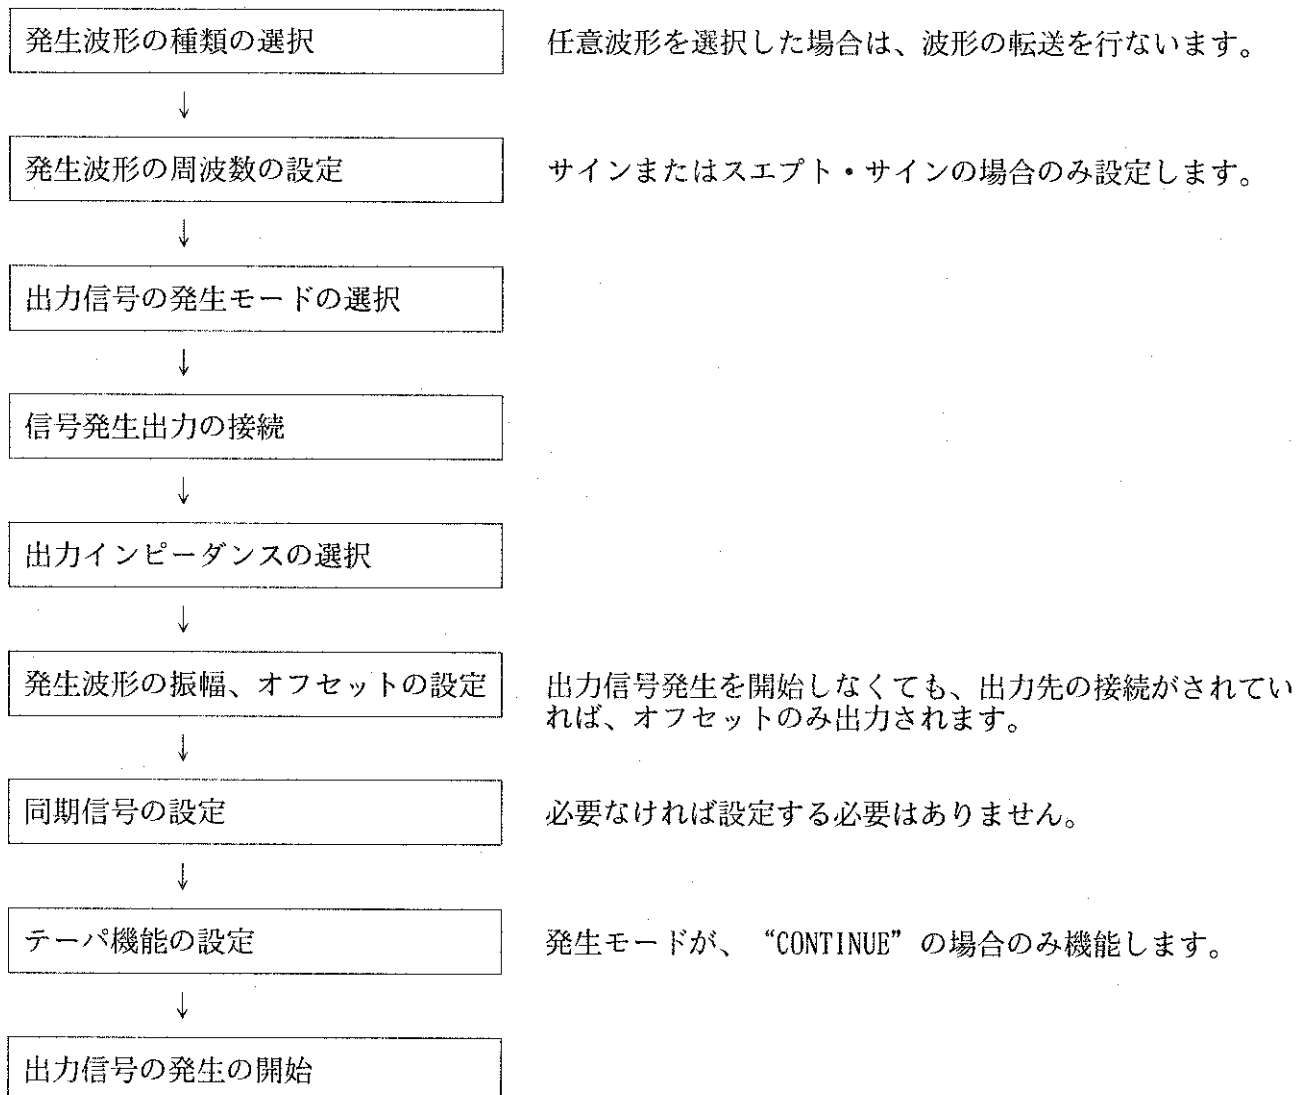 発生波形の種類の選択
任意波形を選択した場合は、波形の転送を行ないます。
↓
発生波形の周波数の設定
サインまたはスエプト・サインの場合のみ設定します。
↓
出力信号の発生モードの選択
↓
信号発生出力の接続
↓
出力インピーダンスの選択
↓
発生波形の振幅、オフセットの設定
出力信号発生を開始しなくても、出力先の接続がされてい
れば、オフセットのみ出力されます。
↓
同期信号の設定
必要なければ設定する必要はありません。
↓
テーパ機能の設定
発生モードが、“CONTINUE”の場合のみ機能します。
↓
出力信号の発生の開始